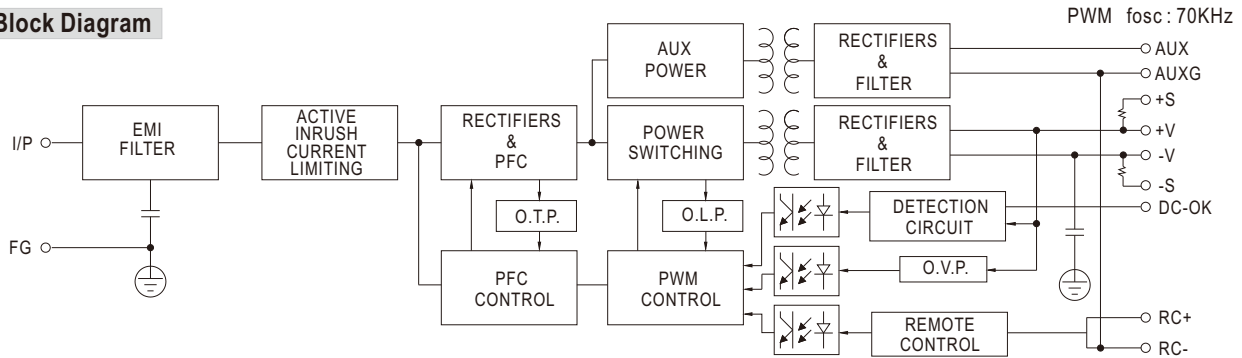 Block Diagram
PWM fosc : 70KHz
AUX
POWER
RECTIFIERS
&
FILTER
AUX
AUXG
I/P
EMI
FILTER
ACTIVE
INRUSH
CURRENT
LIMITING
RECTIFIERS
&
PFC
POWER
SWITCHING
RECTIFIERS
&
FILTER
+S
+V
-V
-S
O.T.P.
O.L.P.
DETECTION
CIRCUIT
DC-OK
FG
PFC
CONTROL
PWM
CONTROL
O.V.P.
REMOTE
CONTROL
RC+
RC-